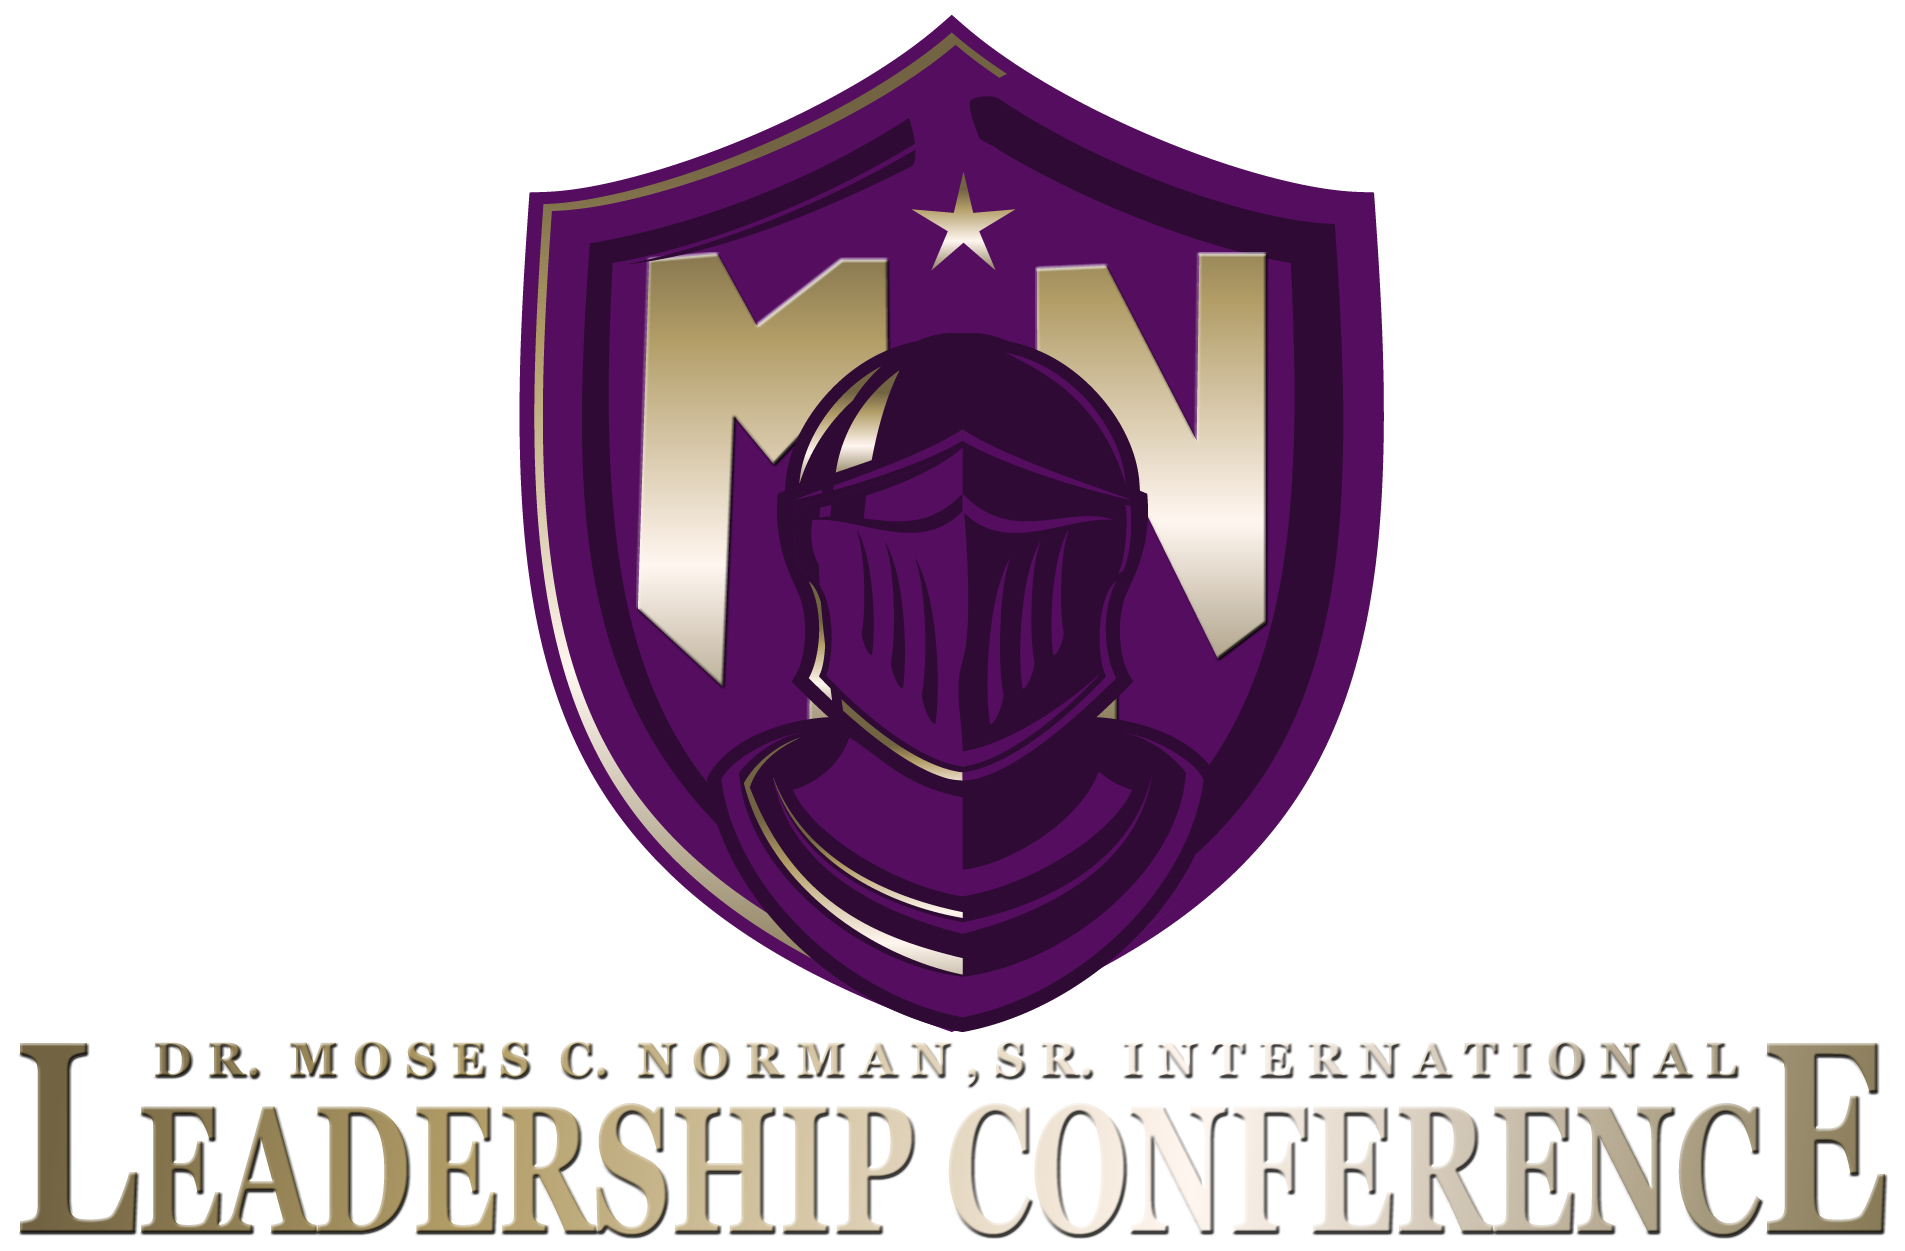 M N
DR. MOSES C. NORMAN, SR. INTERNATIONAL
LEADERSHIP CONFERENCE